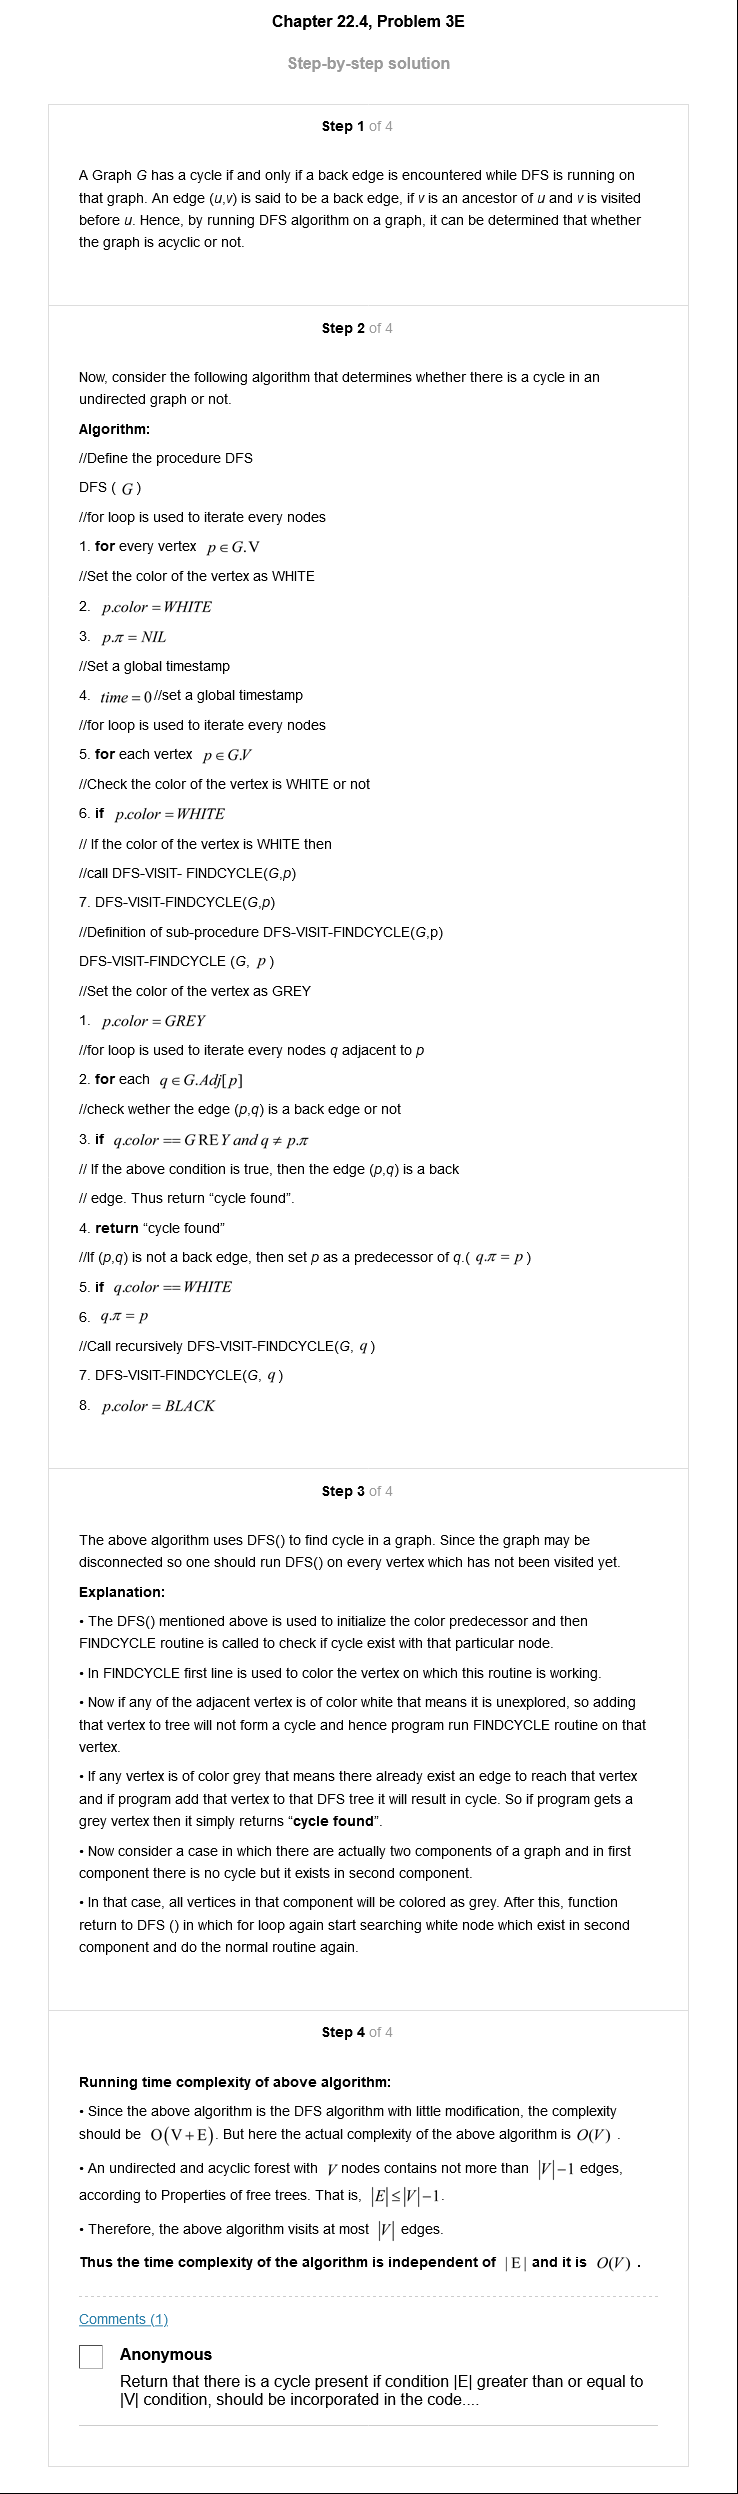 Chapter 22.4, Problem 3E
Step-by-step solution
Step 1 of 4
A Graph G has a cycle if and only if a back edge is encountered while DFS is running on
that graph. An edge (u,v) is said to be a back edge, if v is an ancestor of u and v is visited
before u. Hence, by running DFS algorithm on a graph, it can be determined that whether
the graph is acyclic or not.
Step 2 of 4
Now, consider the following algorithm that determines whether there is a cycle in an
undirected graph or not.
Algorithm:
//Define the procedure DFS
DFS ( G )
//for loop is used to iterate every nodes
1. for every vertex p ∈ G.V
//Set the color of the vertex as WHITE
2. p.color = WHITE
3. p.π = NIL
//Set a global timestamp
4. time = 0 //set a global timestamp
//for loop is used to iterate every nodes
5. for each vertex p ∈ G.V
//Check the color of the vertex is WHITE or not
6. if p.color = WHITE
// If the color of the vertex is WHITE then
//call DFS-VISIT- FINDCYCLE(G,p)
7. DFS-VISIT-FINDCYCLE(G,p)
//Definition of sub-procedure DFS-VISIT-FINDCYCLE(G,p)
DFS-VISIT-FINDCYCLE (G, p )
//Set the color of the vertex as GREY
1. p.color = GREY
//for loop is used to iterate every nodes q adjacent to p
2. for each q ∈ G.Adj[p]
//check wether the edge (p,q) is a back edge or not
3. if q.color == GREY and q ≠ p.π
// If the above condition is true, then the edge (p,q) is a back
// edge. Thus return “cycle found”.
4. return “cycle found”
//If (p,q) is not a back edge, then set p as a predecessor of q.( q.π = p )
5. if q.color == WHITE
6. q.π = p
//Call recursively DFS-VISIT-FINDCYCLE(G, q )
7. DFS-VISIT-FINDCYCLE(G, q )
8. p.color = BLACK
Step 3 of 4
The above algorithm uses DFS() to find cycle in a graph. Since the graph may be
disconnected so one should run DFS() on every vertex which has not been visited yet.
Explanation:
• The DFS() mentioned above is used to initialize the color predecessor and then
FINDCYCLE routine is called to check if cycle exist with that particular node.
• In FINDCYCLE first line is used to color the vertex on which this routine is working.
• Now if any of the adjacent vertex is of color white that means it is unexplored, so adding
that vertex to tree will not form a cycle and hence program run FINDCYCLE routine on that
vertex.
• If any vertex is of color grey that means there already exist an edge to reach that vertex
and if program add that vertex to that DFS tree it will result in cycle. So if program gets a
grey vertex then it simply returns “cycle found”.
• Now consider a case in which there are actually two components of a graph and in first
component there is no cycle but it exists in second component.
• In that case, all vertices in that component will be colored as grey. After this, function
return to DFS () in which for loop again start searching white node which exist in second
component and do the normal routine again.
Step 4 of 4
Running time complexity of above algorithm:
• Since the above algorithm is the DFS algorithm with little modification, the complexity
should be O(V+E). But here the actual complexity of the above algorithm is O(V) .
• An undirected and acyclic forest with V nodes contains not more than |V|−1 edges,
according to Properties of free trees. That is, |E|≤|V|−1.
• Therefore, the above algorithm visits at most |V| edges.
Thus the time complexity of the algorithm is independent of |E| and it is O(V) .
Comments (1)
Anonymous
Return that there is a cycle present if condition |E| greater than or equal to
|V| condition, should be incorporated in the code....